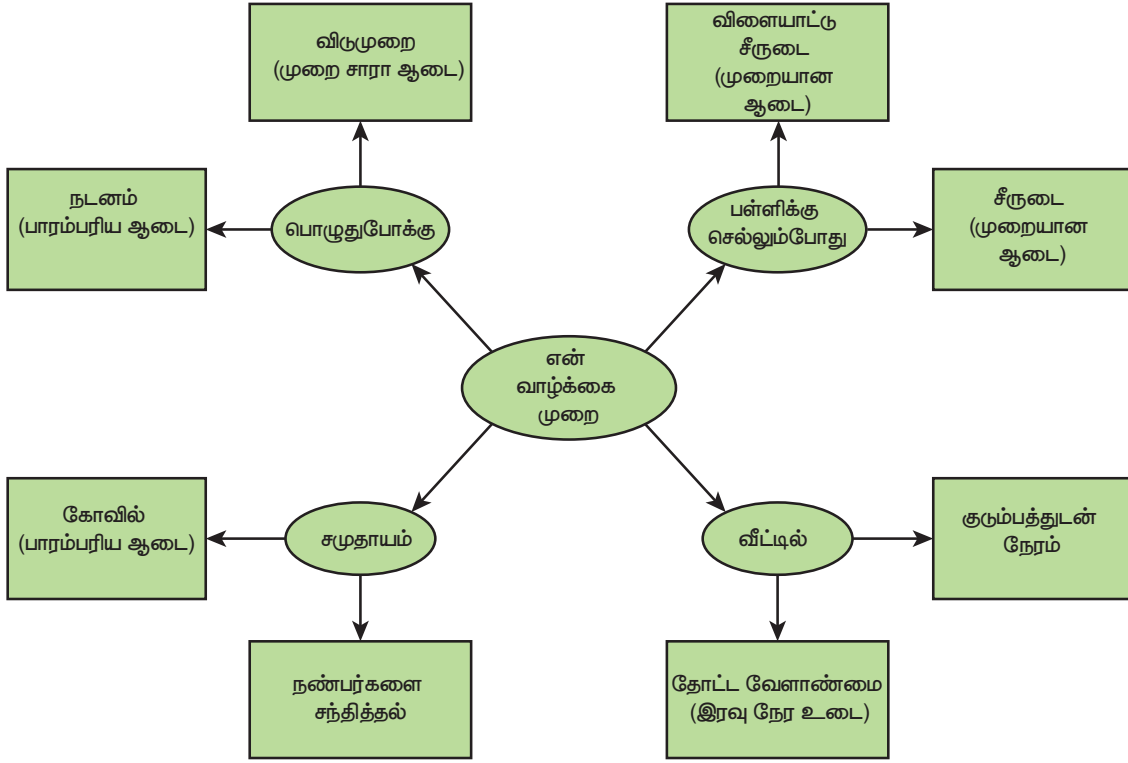 விடுமுறை
(முறை சாரா ஆடை)
விளையாட்டு
சீருடை
(முறையான
ஆடை)
நடனம்
(பாரம்பரிய ஆடை)
பொழுதுபோக்கு
பள்ளிக்கு
செல்லும்போது
சீருடை
(முறையான
ஆடை)
என்
வாழ்க்கை
முறை
கோவில்
(பாரம்பரிய ஆடை)
சமுதாயம்
வீட்டில்
குடும்பத்துடன்
நேரம்
நண்பர்களை
சந்தித்தல்
தோட்ட வேளாண்மை
(இரவு நேர உடை)